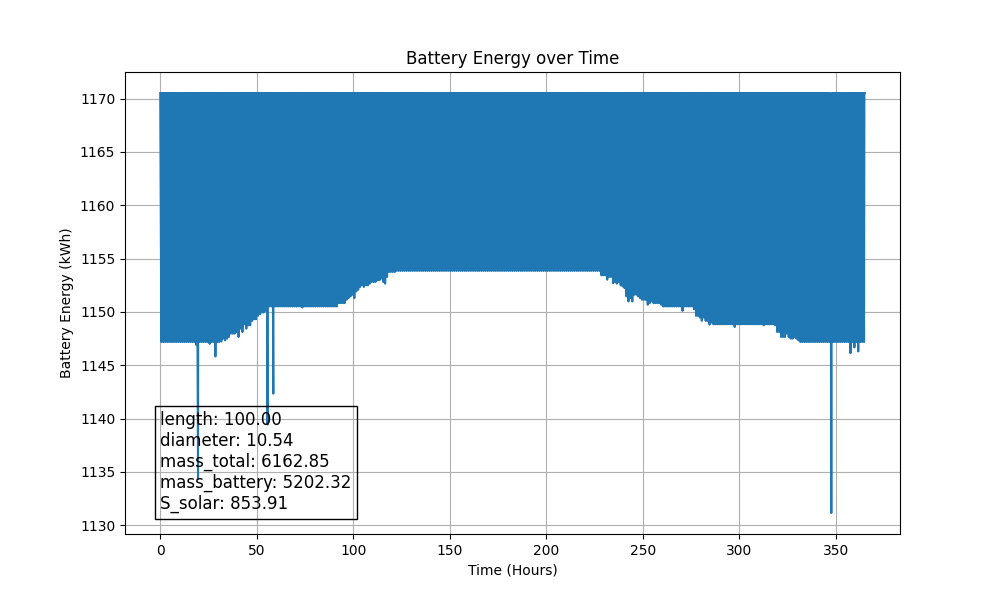 Battery Energy over Time
Battery Energy (kWh)
1170
1165
1160
1155
1150
1145
1140
1135
1130
length: 100.00
diameter: 10.54
mass_total: 6162.85
mass_battery: 5202.32
S_solar: 853.91
0 50 100 150 200 250 300 350
Time (Hours)